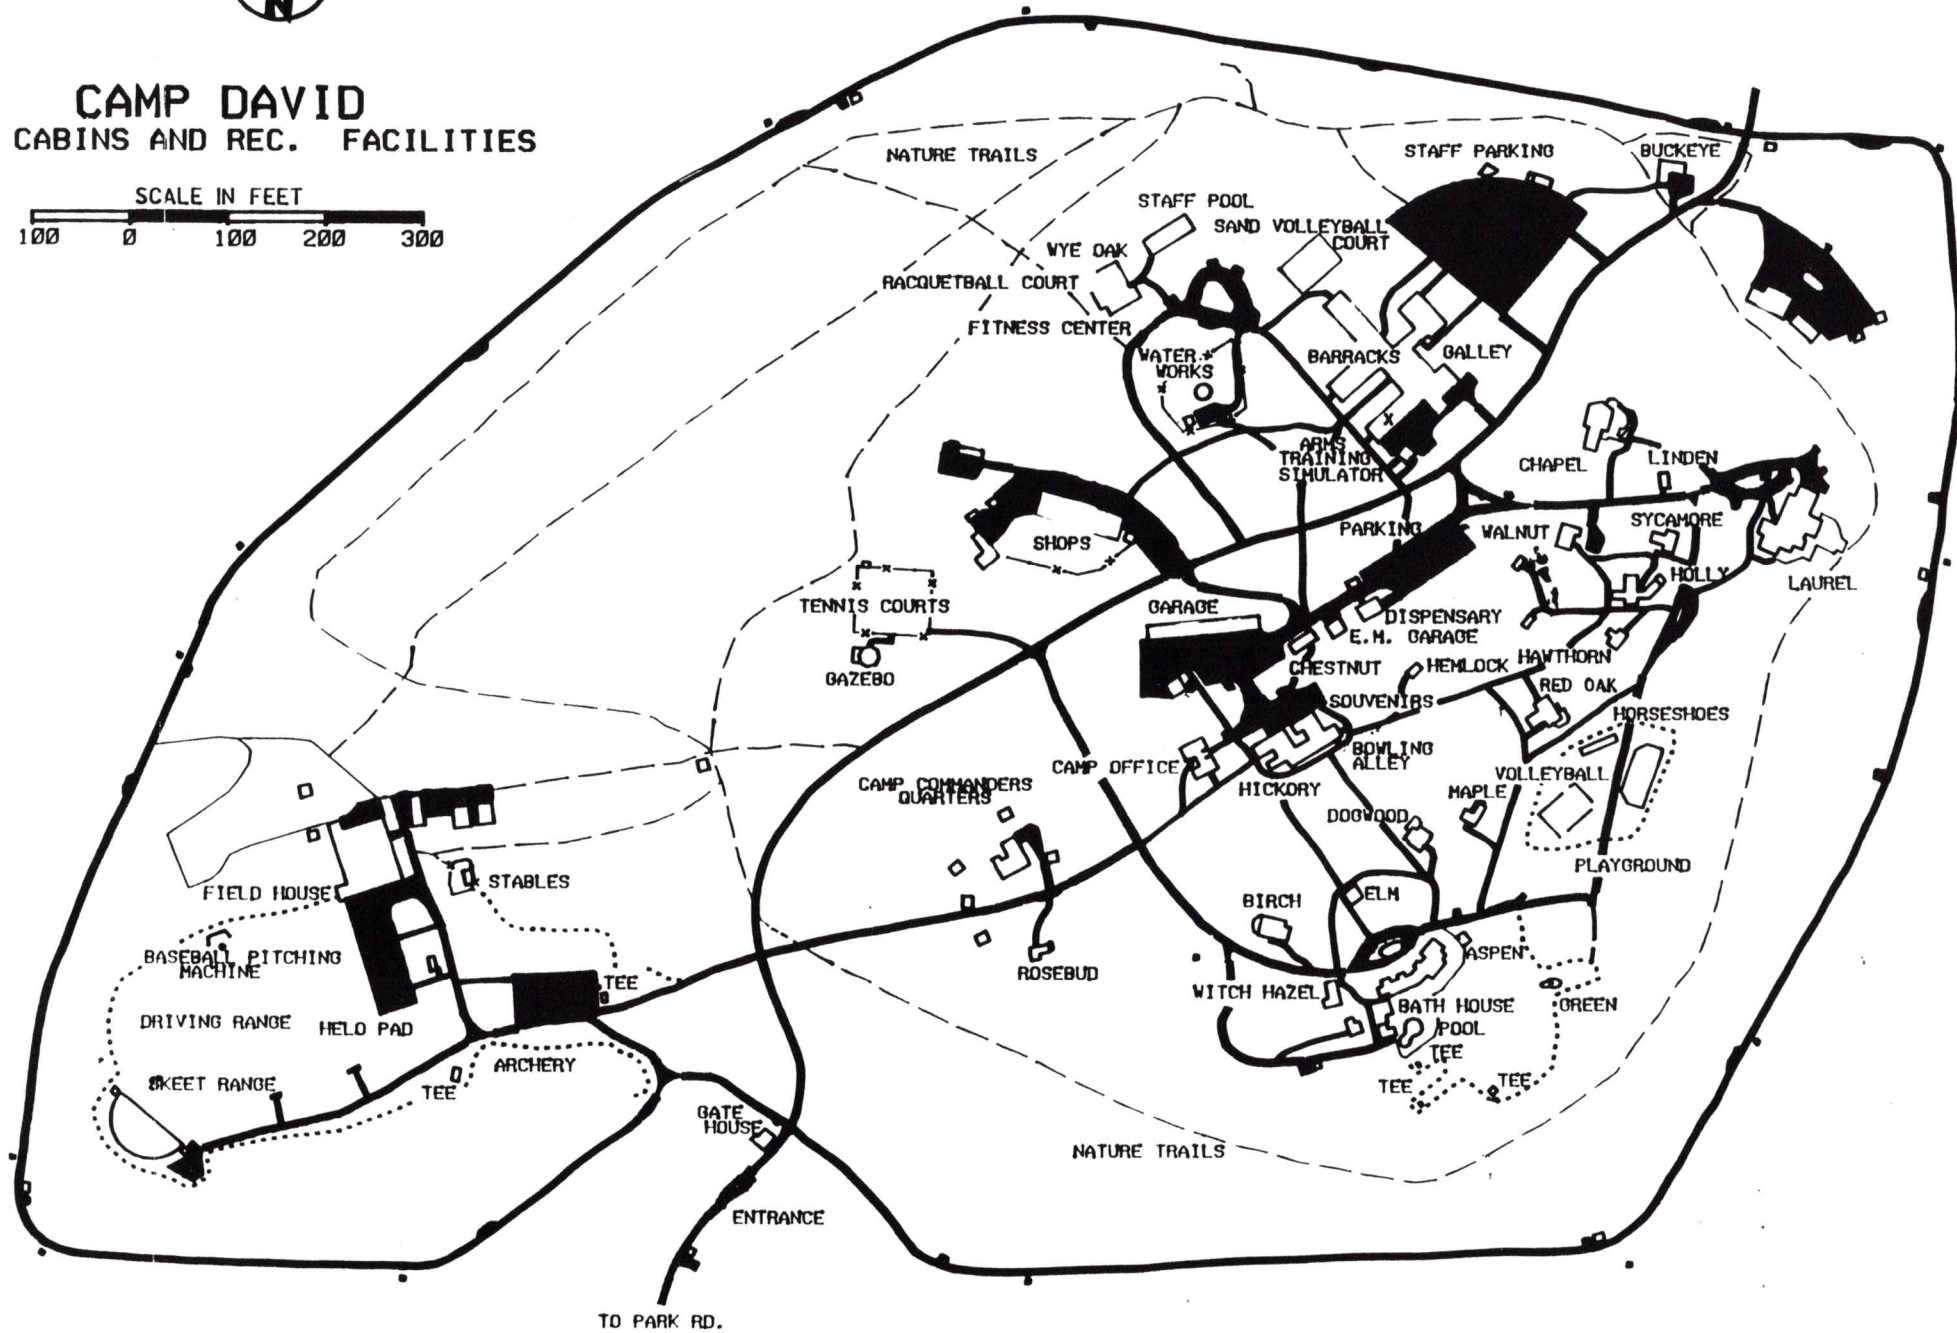 N
CAMP DAVID
CABINS AND REC. FACILITIES
SCALE IN FEET
100 0 100 200 300
NATURE TRAILS
STAFF PARKING
BUCKEYE
STAFF POOL
SAND VOLLEYBALL
COURT
WYE OAK
RACQUETBALL COURT
FITNESS CENTER
WATER
WORKS
BARRACKS
GALLEY
ARMS
TRAINING
SIMULATOR
CHAPEL
LINDEN
PARKING
WALNUT
SYCAMORE
SHOPS
HOLLY
LAUREL
TENNIS COURTS
GARAGE
DISPENSARY
E.M. GARAGE
GAZEBO
CHESTNUT
HEMLOCK
HAWTHORN
RED OAK
SOUVENIRS
HORSESHOES
BOWLING
ALLEY
CAMP OFFICE
HICKORY
VOLLEYBALL
CAMP COMMANDERS
QUARTERS
MAPLE
DOGWOOD
PLAYGROUND
STABLES
FIELD HOUSE
BIRCH
ELM
BASEBALL PITCHING
MACHINE
ROSEBUD
ASPEN
TEE
WITCH HAZEL
BATH HOUSE
GREEN
DRIVING RANGE
HELO PAD
POOL
TEE
ARCHERY
SKEET RANGE
TEE
TEE
TEE
GATE
HOUSE
NATURE TRAILS
ENTRANCE
TO PARK RD.